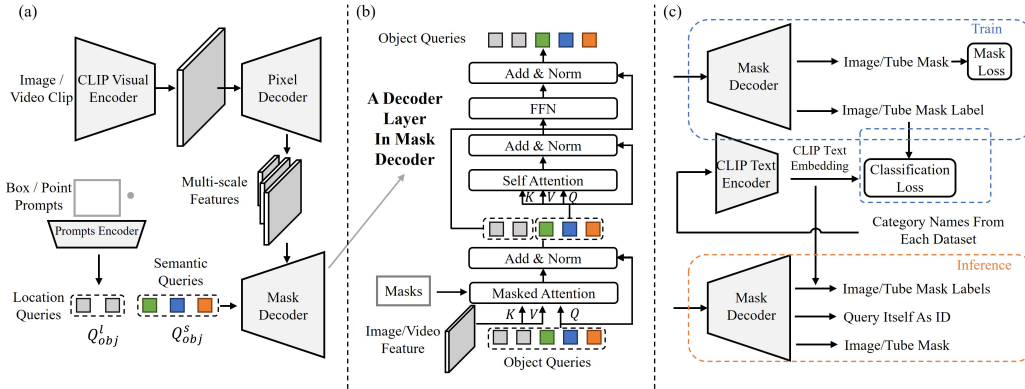 (a)
Image /
Video Clip
CLIP Visual
Encoder
Pixel
Decoder
Multi-scale
Features
Box / Point
Prompts
Prompts Encoder
Semantic
Queries
Location
Queries
Q^l_obj
Q^s_obj
Mask
Decoder
(b)
Object Queries
Add & Norm
FFN
A Decoder
Layer
In Mask
Decoder
Add & Norm
Self Attention
K V Q
Add & Norm
Masks
Masked Attention
K V Q
Image/Video
Feature
Object Queries
(c)
Train
Mask
Decoder
Image/Tube Mask
Mask
Loss
Image/Tube Mask Label
CLIP Text
Encoder
CLIP Text
Embedding
Classification
Loss
Category Names From
Each Dataset
Inference
Mask
Decoder
Image/Tube Mask Labels
Query Itself As ID
Image/Tube Mask